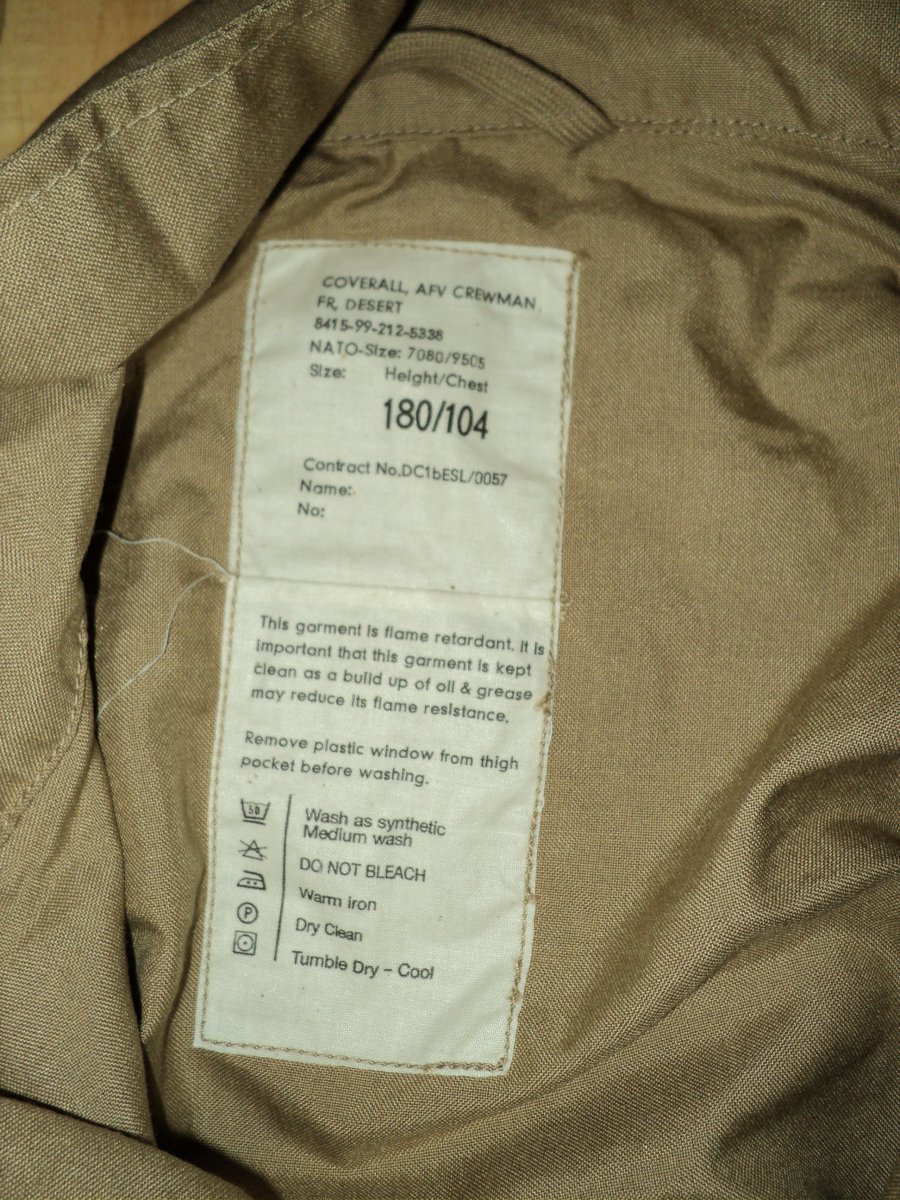 COVERALL, AFV CREWMAN
FR, DESERT
8415-99-212-5338
NATO-Size: 7080/9505
Size: Height/Chest
180/104
Contract No.DC1bESL/0057
Name:
No:
This garment is flame retardant. It is
important that this garment is kept
clean as a build up of oil & grease
may reduce its flame resistance.
Remove plastic window from thigh
pocket before washing.
50 Wash as synthetic
Medium wash
DO NOT BLEACH
Warm iron
P Dry Clean
Tumble Dry - Cool